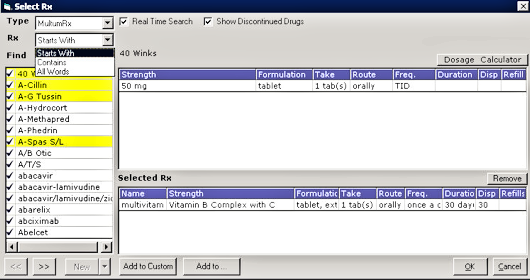 Select Rx
Type MultumRx Real Time Search Show Discontinued Drugs
Rx Starts With
Starts With
Contains
All Words
Find
40 Winks
Dosage Calculator
40 W
A-Cillin
A-G Tussin
A-Hydrocort
A-Methapred
A-Phedrin
A-Spas S/L
A/B Otic
A/T/S
abacavir
abacavir-lamivudine
abacavir/lamivudine/zic
abarelix
abciximab
Abelcet
Strength Formulation Take Route Freq. Duration Disp Refill
50 mg tablet 1 tab(s) orally TID
Selected Rx
Remove
Name Strength Formulatic Take Route Freq. Duratio Disp Refills
multivitam Vitamin B Complex with C tablet, ext 1 tab(s) orally once a c 30 day 30
<< >> New Add to Custom Add to ... OK Cancel